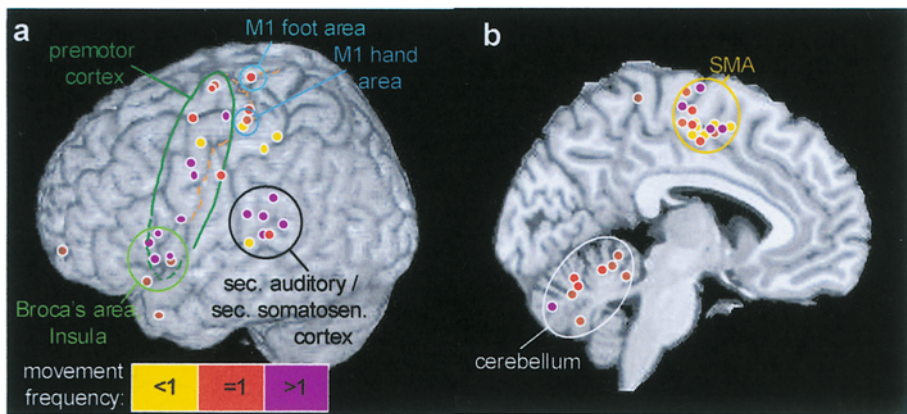 a
M1 foot area
premotor
cortex
M1 hand
area
sec. auditory /
sec. somatosen.
cortex
Broca's area
Insula
movement
frequency:
<1
=1
>1
b
SMA
cerebellum